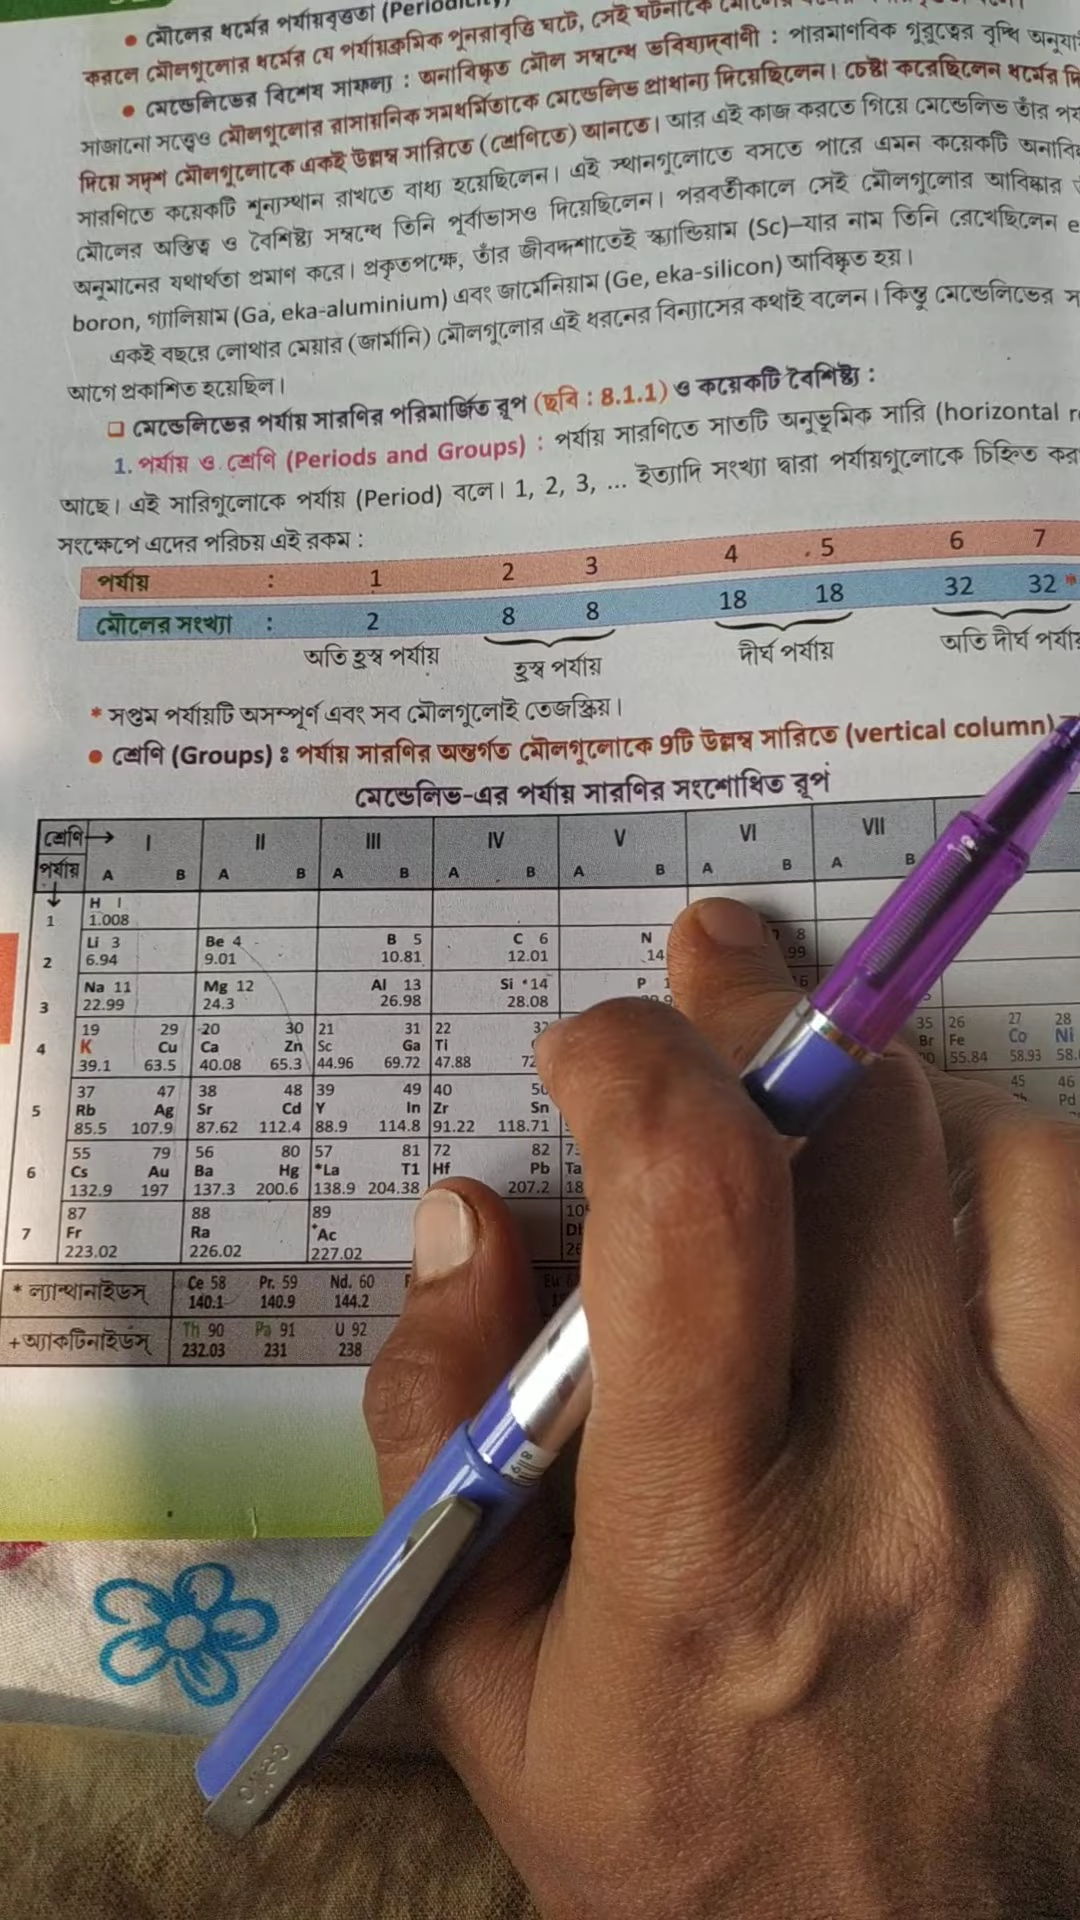 • মৌলের ধর্মের পর্যায়বৃত্ততা (Periodicity)
করলে মৌলগুলোর ধর্মের যে পর্যায়ক্রমিক পুনরাবৃত্তি ঘটে, সেই ঘটনাকে
• মেন্ডেলিভের বিশেষ সাফল্য : অনাবিষ্কৃত মৌল সম্বন্ধে ভবিষ্যদ্‌বাণী : পারমাণবিক গুরুত্বের বৃদ্ধি
সাজানো সত্ত্বেও মৌলগুলোর রাসায়নিক সমধর্মিতাকে মেন্ডেলিভ প্রাধান্য দিয়েছিলেন। চেষ্টা করেছিলেন ধর্মের
দিয়ে সদৃশ মৌলগুলোকে একই উল্লম্ব সারিতে (শ্রেণিতে) আনতে। আর এই কাজ করতে গিয়ে মেন্ডেলিভ তাঁর
সারণিতে কয়েকটি শূন্যস্থান রাখতে বাধ্য হয়েছিলেন। এই স্থানগুলোতে বসতে পারে এমন কয়েকটি
মৌলের অস্তিত্ব ও বৈশিষ্ট্য সম্বন্ধে তিনি পূর্বাভাসও দিয়েছিলেন। পরবর্তীকালে সেই মৌলগুলোর আবিষ্কার
অনুমানের যথার্থতা প্রমাণ করে। প্রকৃতপক্ষে, তাঁর জীবদ্দশাতেই স্ক্যান্ডিয়াম (Sc)–যার নাম তিনি রেখেছিলেন
boron, গ্যালিয়াম (Ga, eka-aluminium) এবং জার্মেনিয়াম (Ge, eka-silicon) আবিষ্কৃত হয়।
একই বছরে লোথার মেয়ার (জার্মানি) মৌলগুলোর এই ধরনের বিন্যাসের কথাই বলেন। কিন্তু মেন্ডেলিভের
আগে প্রকাশিত হয়েছিল।
❑ মেন্ডেলিভের পর্যায় সারণির পরিমার্জিত রূপ (ছবি : 8.1.1) ও কয়েকটি বৈশিষ্ট্য :
1. পর্যায় ও শ্রেণি (Periods and Groups) : পর্যায় সারণিতে সাতটি অনুভূমিক সারি (horizontal
আছে। এই সারিগুলোকে পর্যায় (Period) বলে। 1, 2, 3, ... ইত্যাদি সংখ্যা দ্বারা পর্যায়গুলোকে চিহ্নিত
সংক্ষেপে এদের পরিচয় এই রকম :
পর্যায় : 1 2 3 4 5 6 7
মৌলের সংখ্যা : 2 8 8 18 18 32 32 *
অতি হ্রস্ব পর্যায় হ্রস্ব পর্যায় দীর্ঘ পর্যায় অতি দীর্ঘ
* সপ্তম পর্যায়টি অসম্পূর্ণ এবং সব মৌলগুলোই তেজস্ক্রিয়।
• শ্রেণি (Groups) : পর্যায় সারণির অন্তর্গত মৌলগুলোকে 9টি উল্লম্ব সারিতে (vertical column)
মেন্ডেলিভ-এর পর্যায় সারণির সংশোধিত রূপ
শ্রেণি → I II III IV V VI VII
পর্যায় ↓ A B A B A B A B A B A B A B
1 H 1
1.008
2 Li 3 Be 4 B 5 C 6 N 8
6.94 9.01 10.81 12.01 14 .99
3 Na 11 Mg 12 Al 13 Si 14 P
22.99 24.3 26.98 28.08
19 29 20 30 21 31 22 35 26 27 28
4 K Cu Ca Zn Sc Ga Ti Br Fe Co Ni
39.1 63.5 40.08 65.3 44.96 69.72 47.88 55.84 58.93
37 47 38 48 39 49 40 45 46
5 Rb Ag Sr Cd Y In Zr Sn Pd
85.5 107.9 87.62 112.4 88.9 114.8 91.22 118.71
55 79 56 80 57 81 72 82
6 Cs Au Ba Hg *La T1 Hf Pb Ta
132.9 197 137.3 200.6 138.9 204.38 207.2
87 88 89
7 Fr Ra +Ac
223.02 226.02 227.02
* ল্যান্থানাইডস্ Ce 58 Pr. 59 Nd. 60
140.1 140.9 144.2
+অ্যাকটিনাইডস্ Th 90 Pa 91 U 92
232.03 231 238